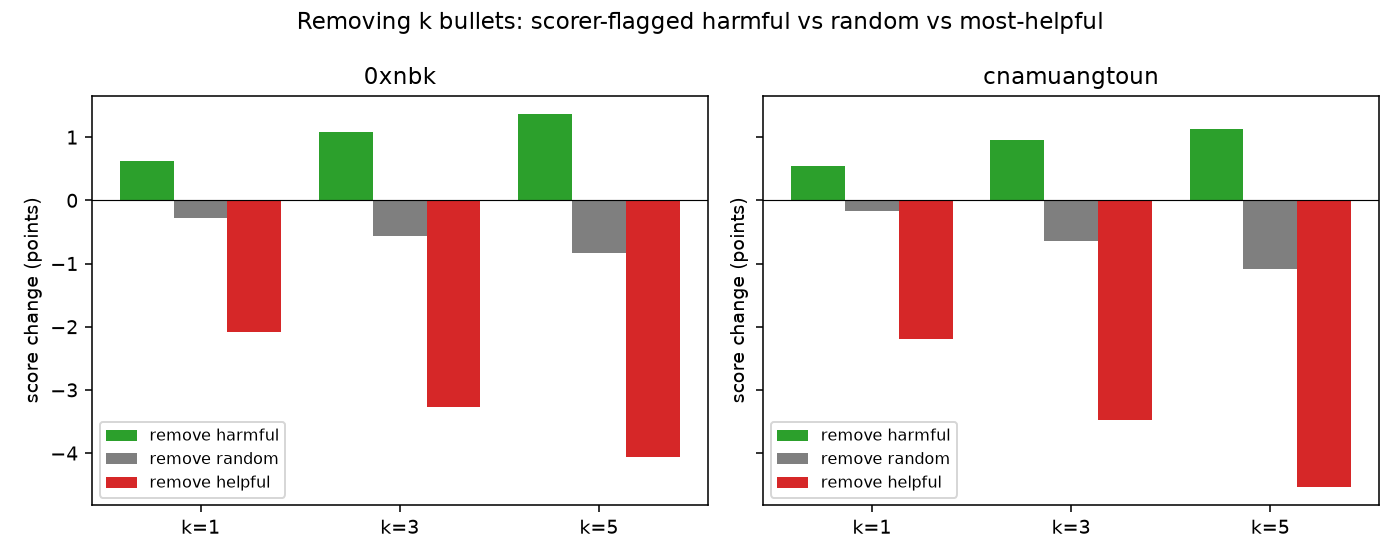 Removing k bullets: scorer-flagged harmful vs random vs most-helpful
0xnbk
score change (points)
1
0
−1
−2
−3
−4
remove harmful
remove random
remove helpful
k=1
k=3
k=5
cnamuangtoun
score change (points)
remove harmful
remove random
remove helpful
k=1
k=3
k=5